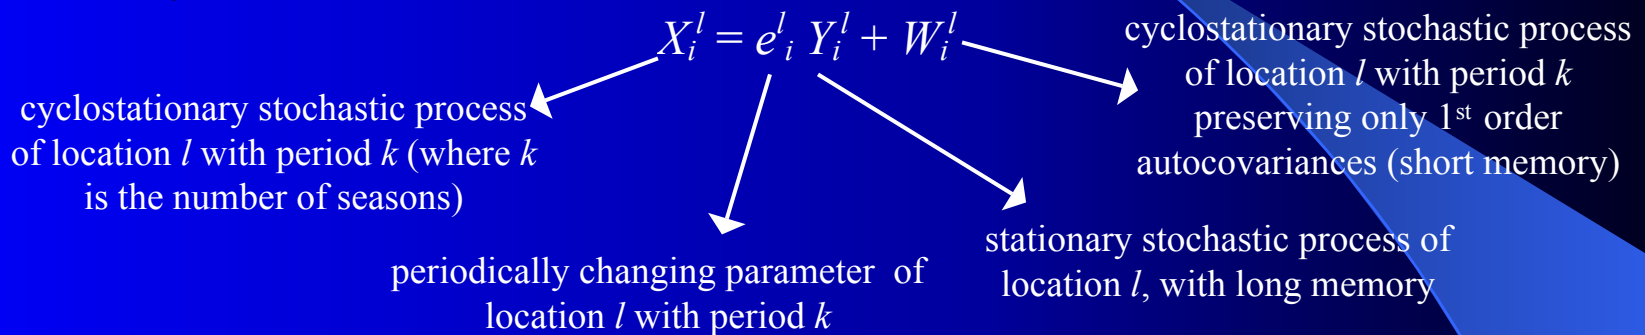 X_i^l = e^l_i Y_i^l + W_i^l
cyclostationary stochastic process
of location l with period k (where k
is the number of seasons)
periodically changing parameter of
location l with period k
stationary stochastic process of
location l, with long memory
cyclostationary stochastic process
of location l with period k
preserving only 1st order
autocovariances (short memory)